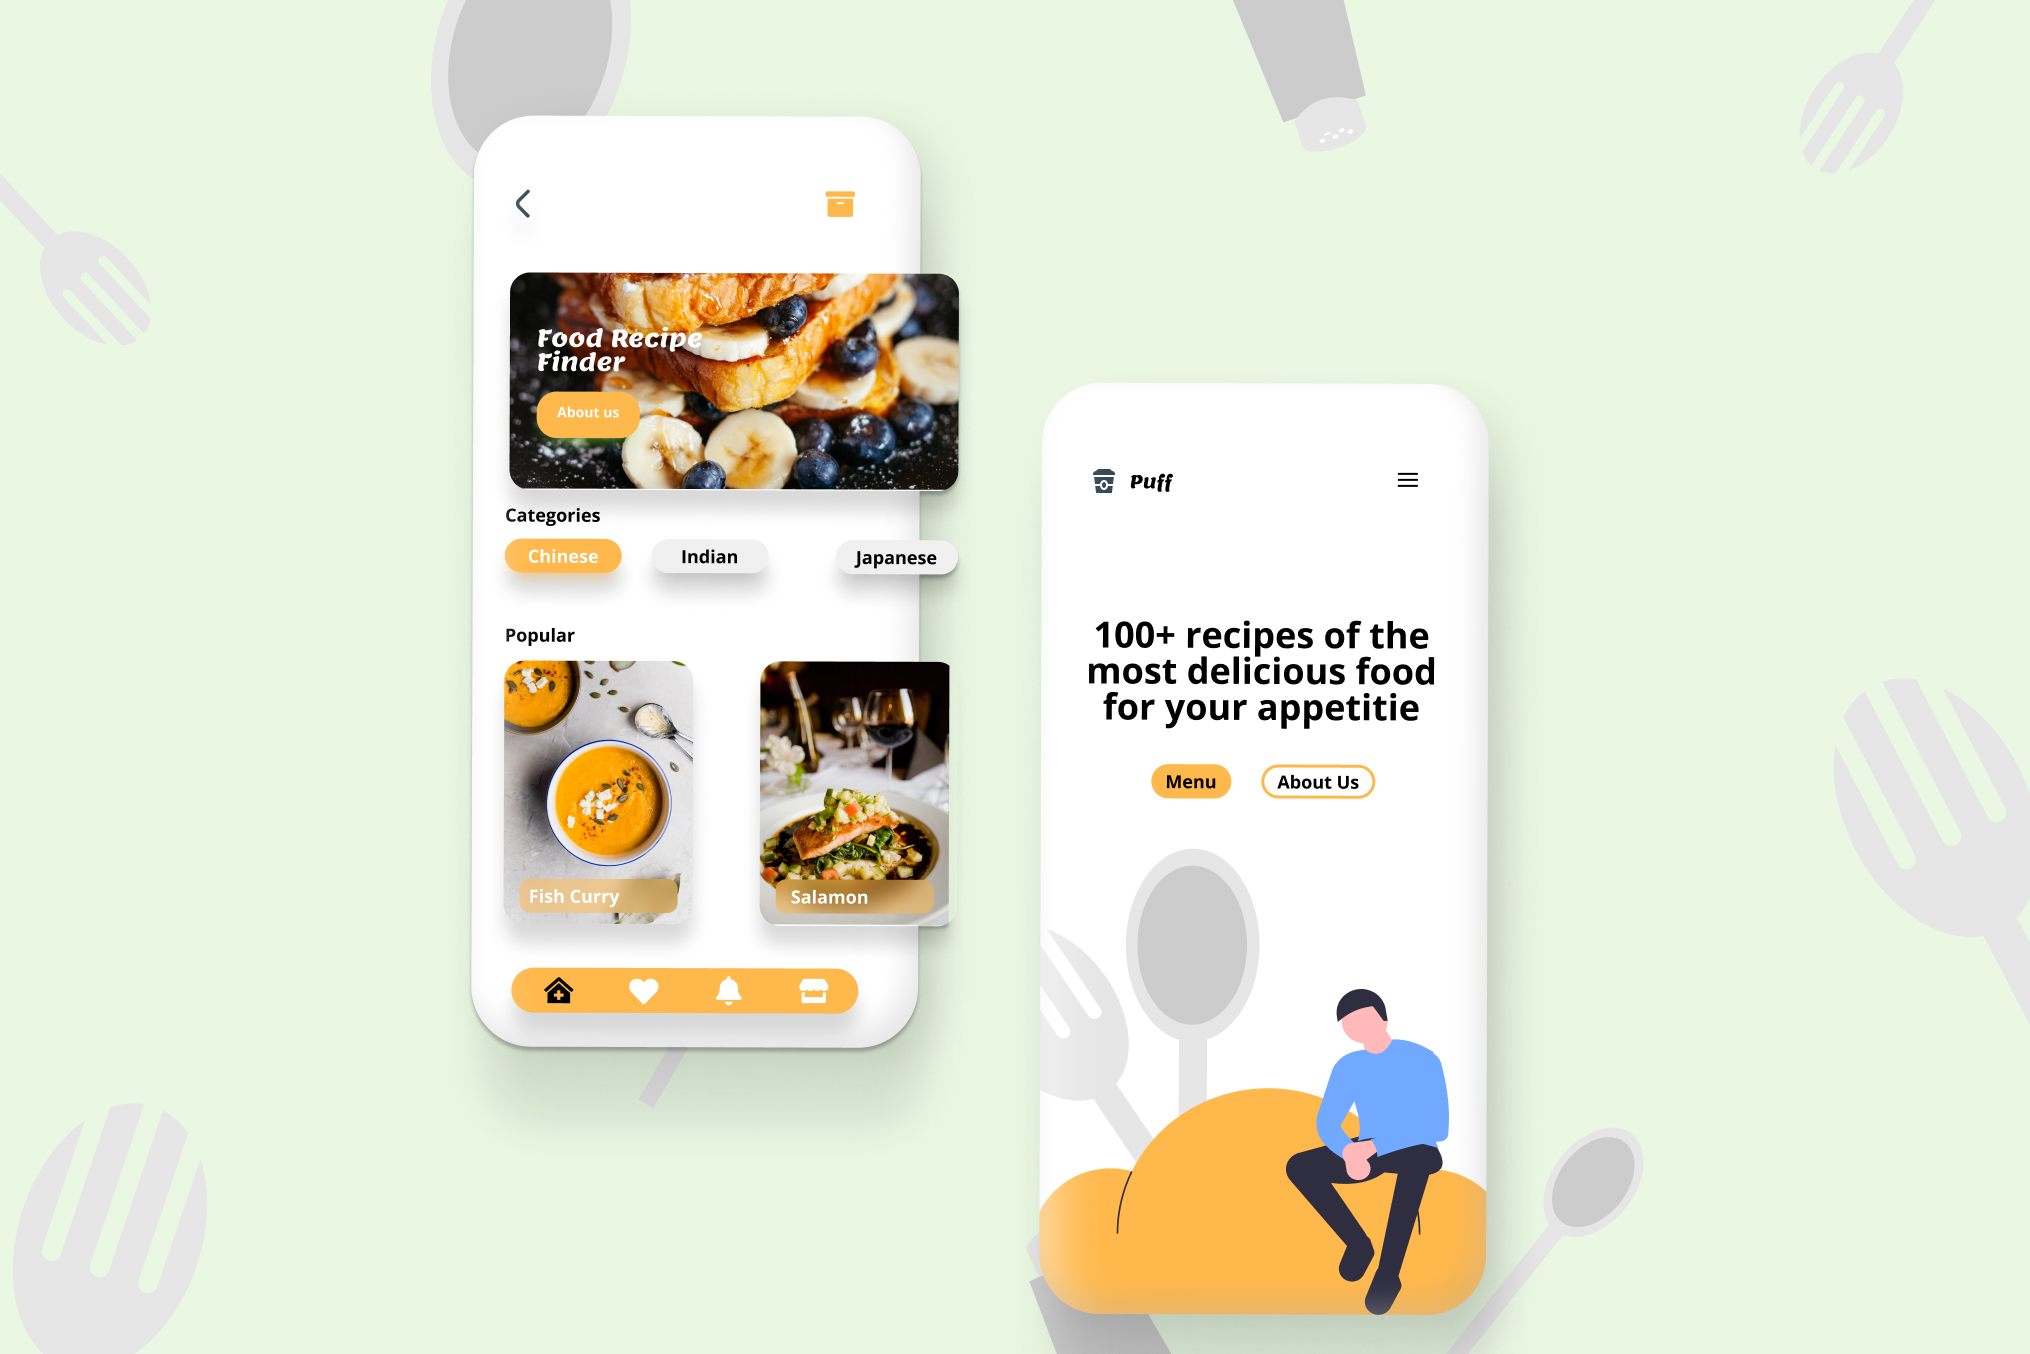 Food Recipe
Finder
About us
Categories
Chinese
Indian
Japanese
Popular
Fish Curry
Salamon
Puff
100+ recipes of the
most delicious food
for your appetitie
Menu
About Us